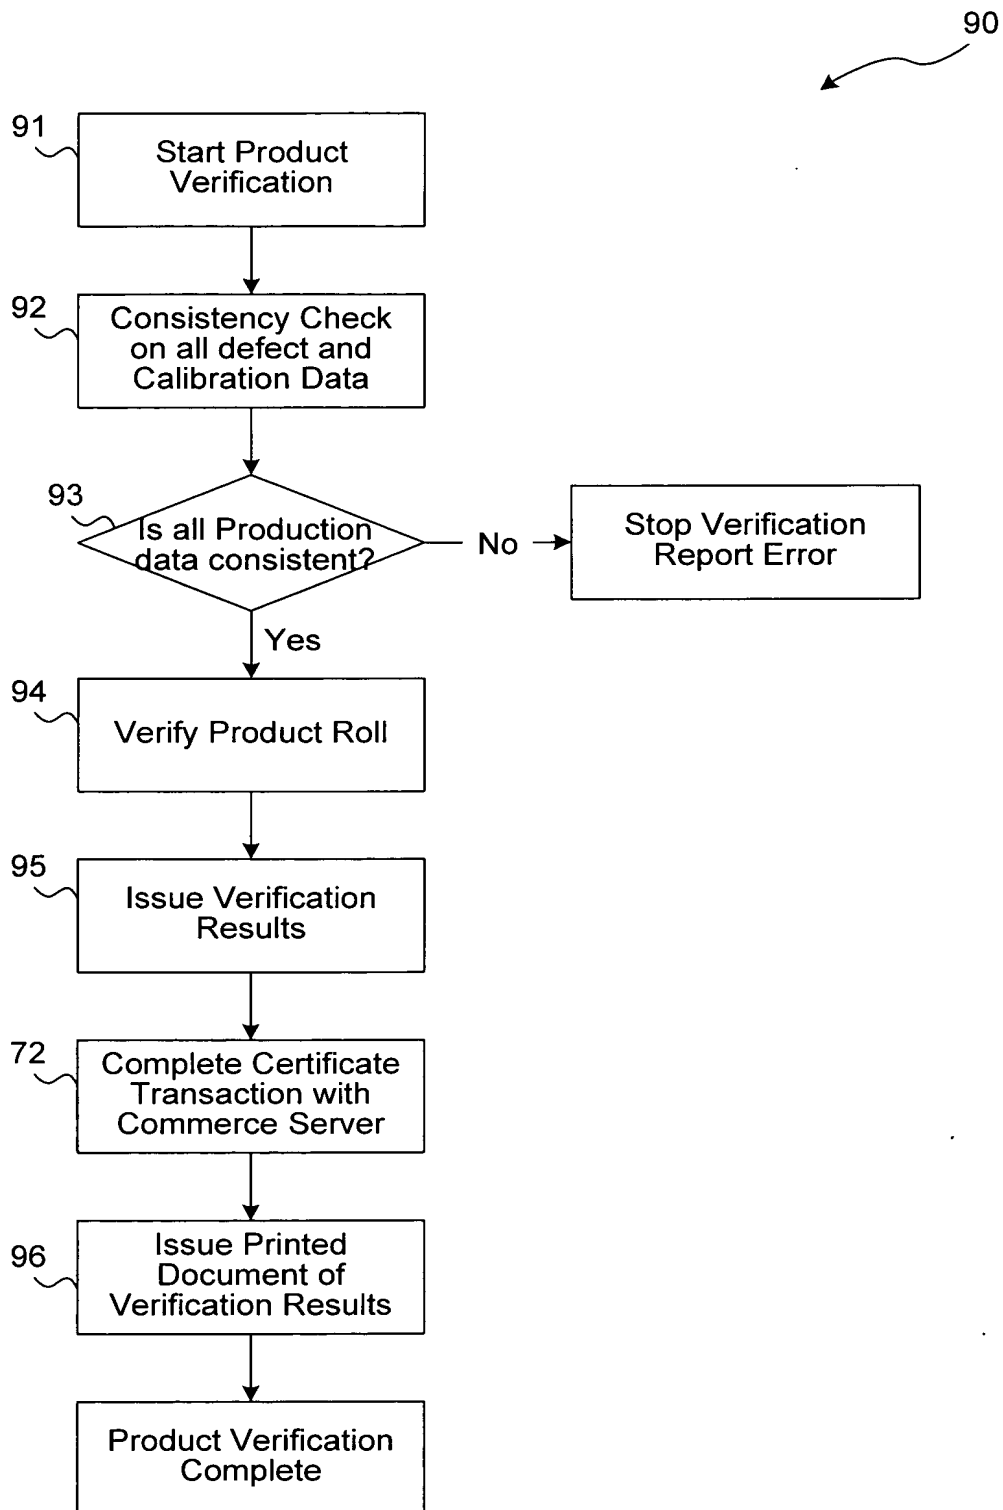 90
91
Start Product
Verification
92
Consistency Check
on all defect and
Calibration Data
93
Is all Production
data consistent?
No
Stop Verification
Report Error
Yes
94
Verify Product Roll
95
Issue Verification
Results
72
Complete Certificate
Transaction with
Commerce Server
96
Issue Printed
Document of
Verification Results
Product Verification
Complete